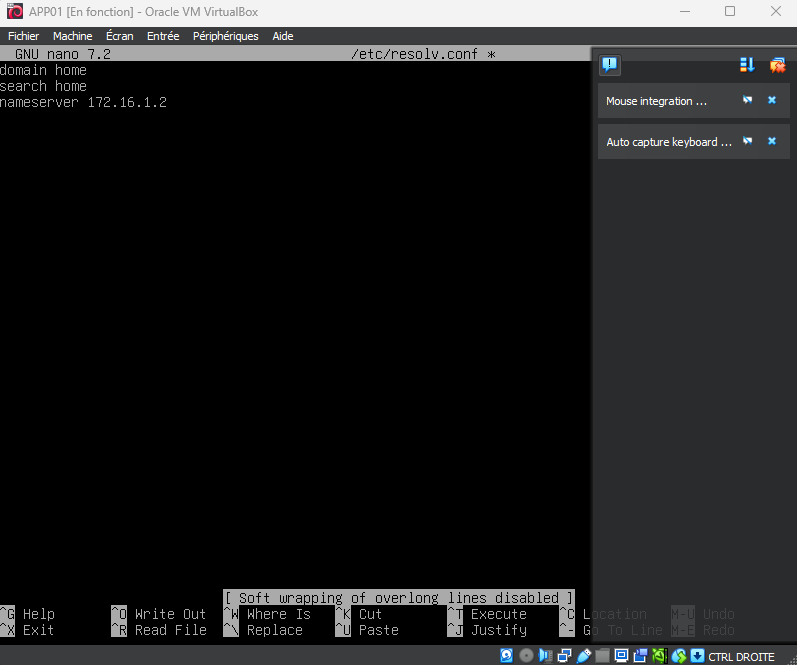 APP01 [En fonction] - Oracle VM VirtualBox
Fichier Machine Écran Entrée Périphériques Aide
GNU nano 7.2 /etc/resolv.conf *
domain home
search home
nameserver 172.16.1.2
Mouse integration ...
Auto capture keyboard ...
[ Soft wrapping of overlong lines disabled ]
^G Help ^O Write Out ^W Where Is ^K Cut ^T Execute ^C Location M-U Undo
^X Exit ^R Read File ^\ Replace ^U Paste ^J Justify ^- Go To Line M-E Redo
CTRL DROITE